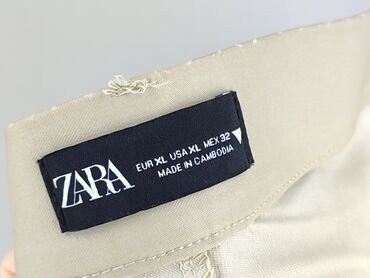 ZARA
EUR XL USA XL MEX 32
MADE IN CAMBODIA